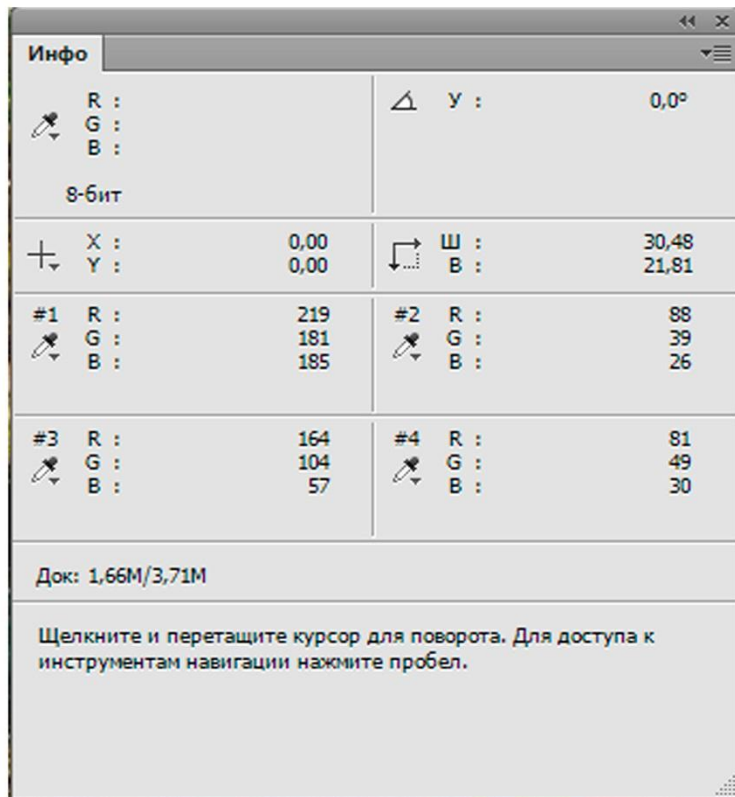 Инфо
R :
G :
B :
8-бит
У : 0,0°
X : 0,00
Y : 0,00
Ш : 30,48
В : 21,81
#1 R : 219
G : 181
B : 185
#2 R : 88
G : 39
B : 26
#3 R : 164
G : 104
B : 57
#4 R : 81
G : 49
B : 30
Док: 1,66M/3,71M
Щелкните и перетащите курсор для поворота. Для доступа к
инструментам навигации нажмите пробел.